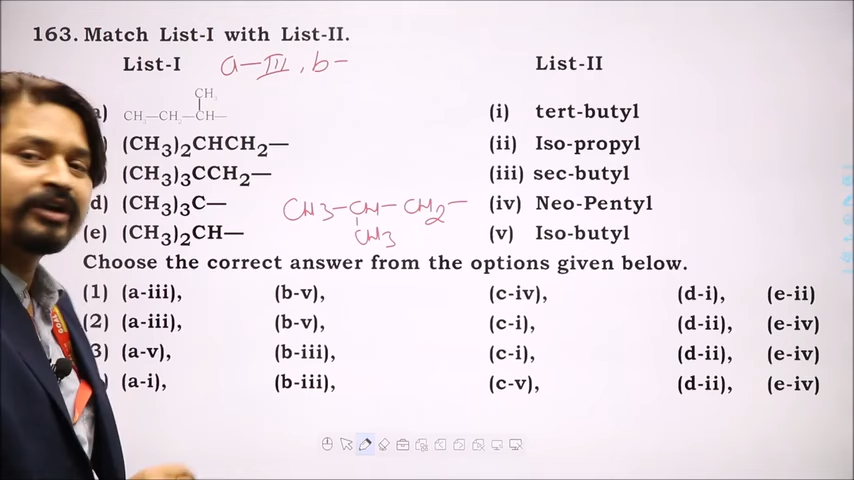 163. Match List-I with List-II.
List-I a-III, b- List-II
a) CH3—CH2—CH— CH3 (i) tert-butyl
) (CH3)2CHCH2— (ii) Iso-propyl
) (CH3)3CCH2— (iii) sec-butyl
d) (CH3)3C— (iv) Neo-Pentyl
CH3-CH-CH2-
CH3
(e) (CH3)2CH— (v) Iso-butyl
Choose the correct answer from the options given below.
(1) (a-iii), (b-v), (c-iv), (d-i), (e-ii)
(2) (a-iii), (b-v), (c-i), (d-ii), (e-iv)
3) (a-v), (b-iii), (c-i), (d-ii), (e-iv)
) (a-i), (b-iii), (c-v), (d-ii), (e-iv)
GOAL